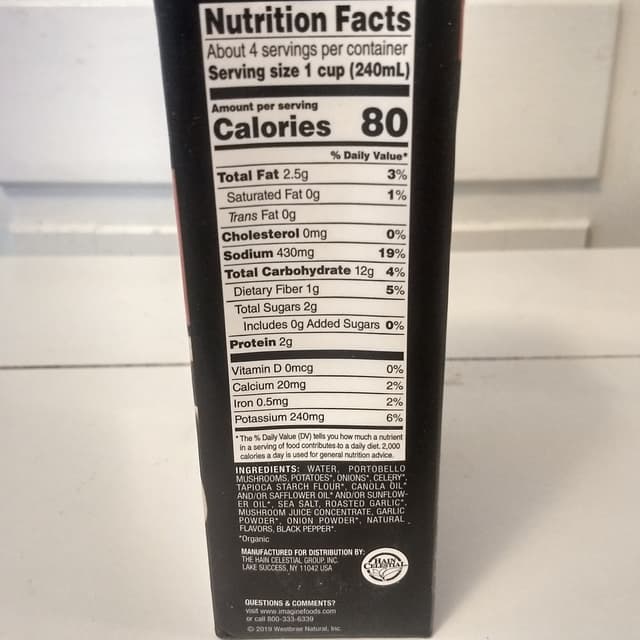 Nutrition Facts
About 4 servings per container
Serving size 1 cup (240mL)
Amount per serving
Calories 80
% Daily Value*
Total Fat 2.5g 3%
Saturated Fat 0g 1%
Trans Fat 0g
Cholesterol 0mg 0%
Sodium 430mg 19%
Total Carbohydrate 12g 4%
Dietary Fiber 1g 5%
Total Sugars 2g
Includes 0g Added Sugars 0%
Protein 2g
Vitamin D 0mcg 0%
Calcium 20mg 2%
Iron 0.5mg 2%
Potassium 240mg 6%
*The % Daily Value (DV) tells you how much a nutrient
in a serving of food contributes to a daily diet. 2,000
calories a day is used for general nutrition advice.
INGREDIENTS: WATER, PORTOBELLO
MUSHROOMS, POTATOES*, ONIONS*, CELERY*,
TAPIOCA STARCH FLOUR*, CANOLA OIL*
AND/OR SAFFLOWER OIL* AND/OR SUNFLOW-
ER OIL*, SEA SALT, ROASTED GARLIC*,
MUSHROOM JUICE CONCENTRATE, GARLIC
POWDER*, ONION POWDER*, NATURAL
FLAVORS, BLACK PEPPER*.
*Organic
MANUFACTURED FOR DISTRIBUTION BY:
THE HAIN CELESTIAL GROUP, INC.
LAKE SUCCESS, NY 11042 USA
HAIN
CELESTIAL
QUESTIONS & COMMENTS?
visit www.imaginefoods.com
or call 800-333-6339
© 2019 Westbrae Natural, Inc.